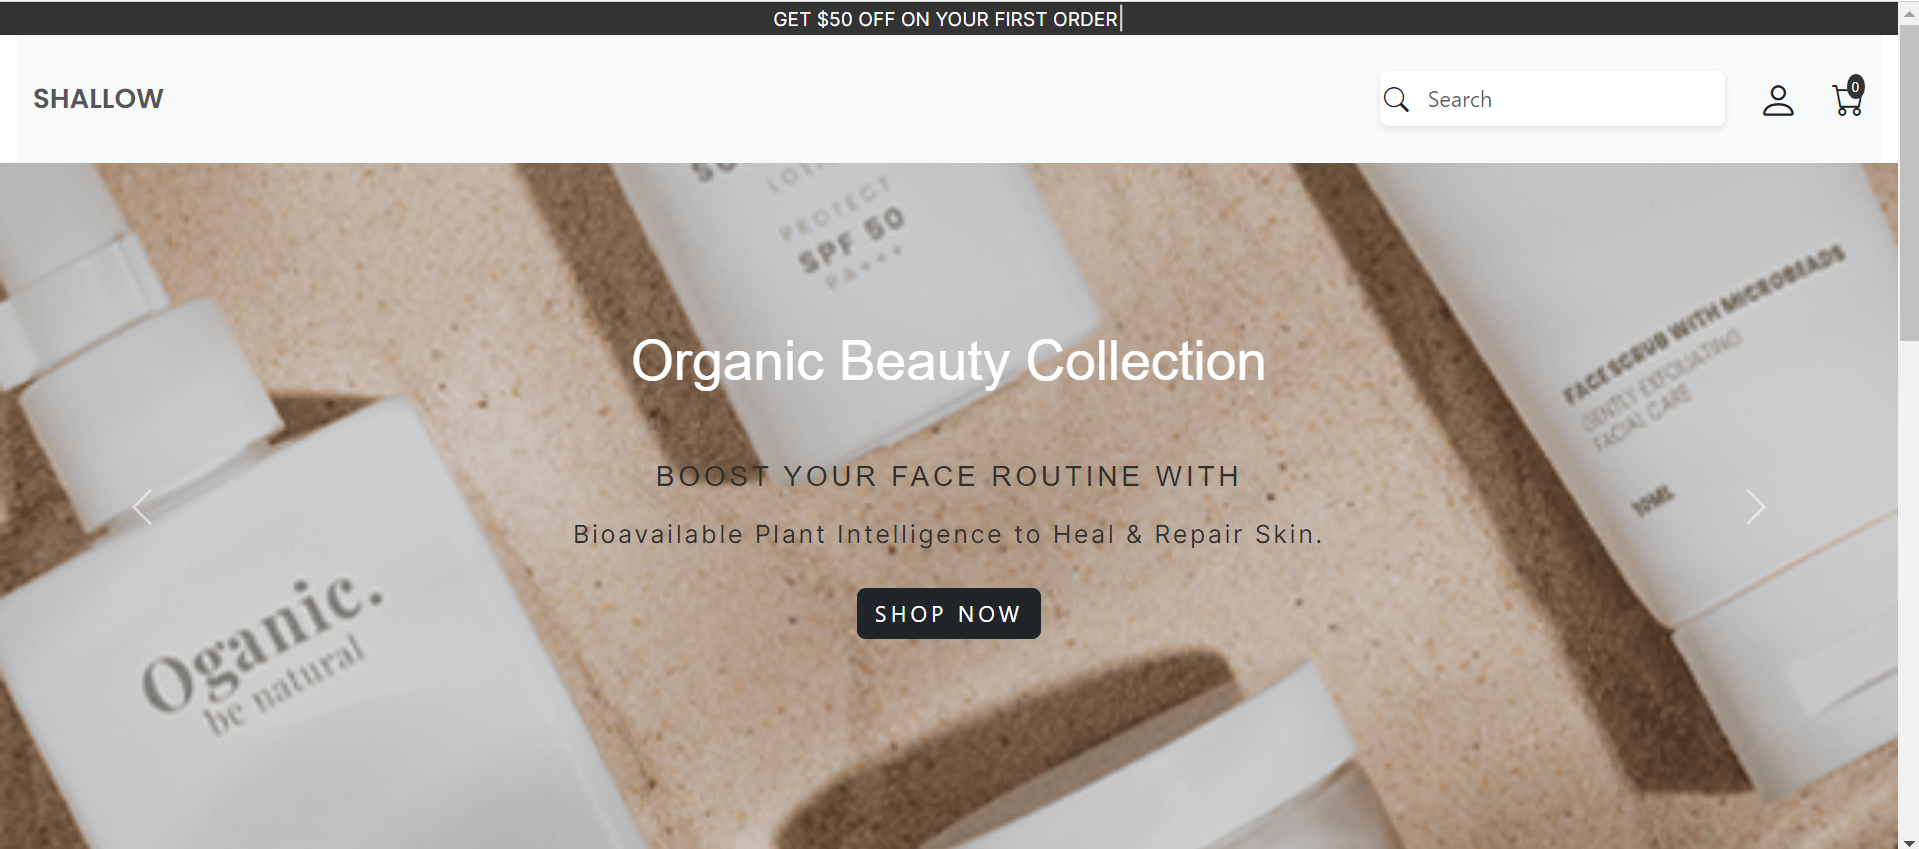 GET $50 OFF ON YOUR FIRST ORDER
SHALLOW
Search
0
PROTECT
SPF 50
PA+++
FACE SCRUB WITH MICROBEADS
GENTLY EXFOLIATING
FACIAL CARE
Organic Beauty Collection
BOOST YOUR FACE ROUTINE WITH
Bioavailable Plant Intelligence to Heal & Repair Skin.
SHOP NOW
Oganic.
be natural